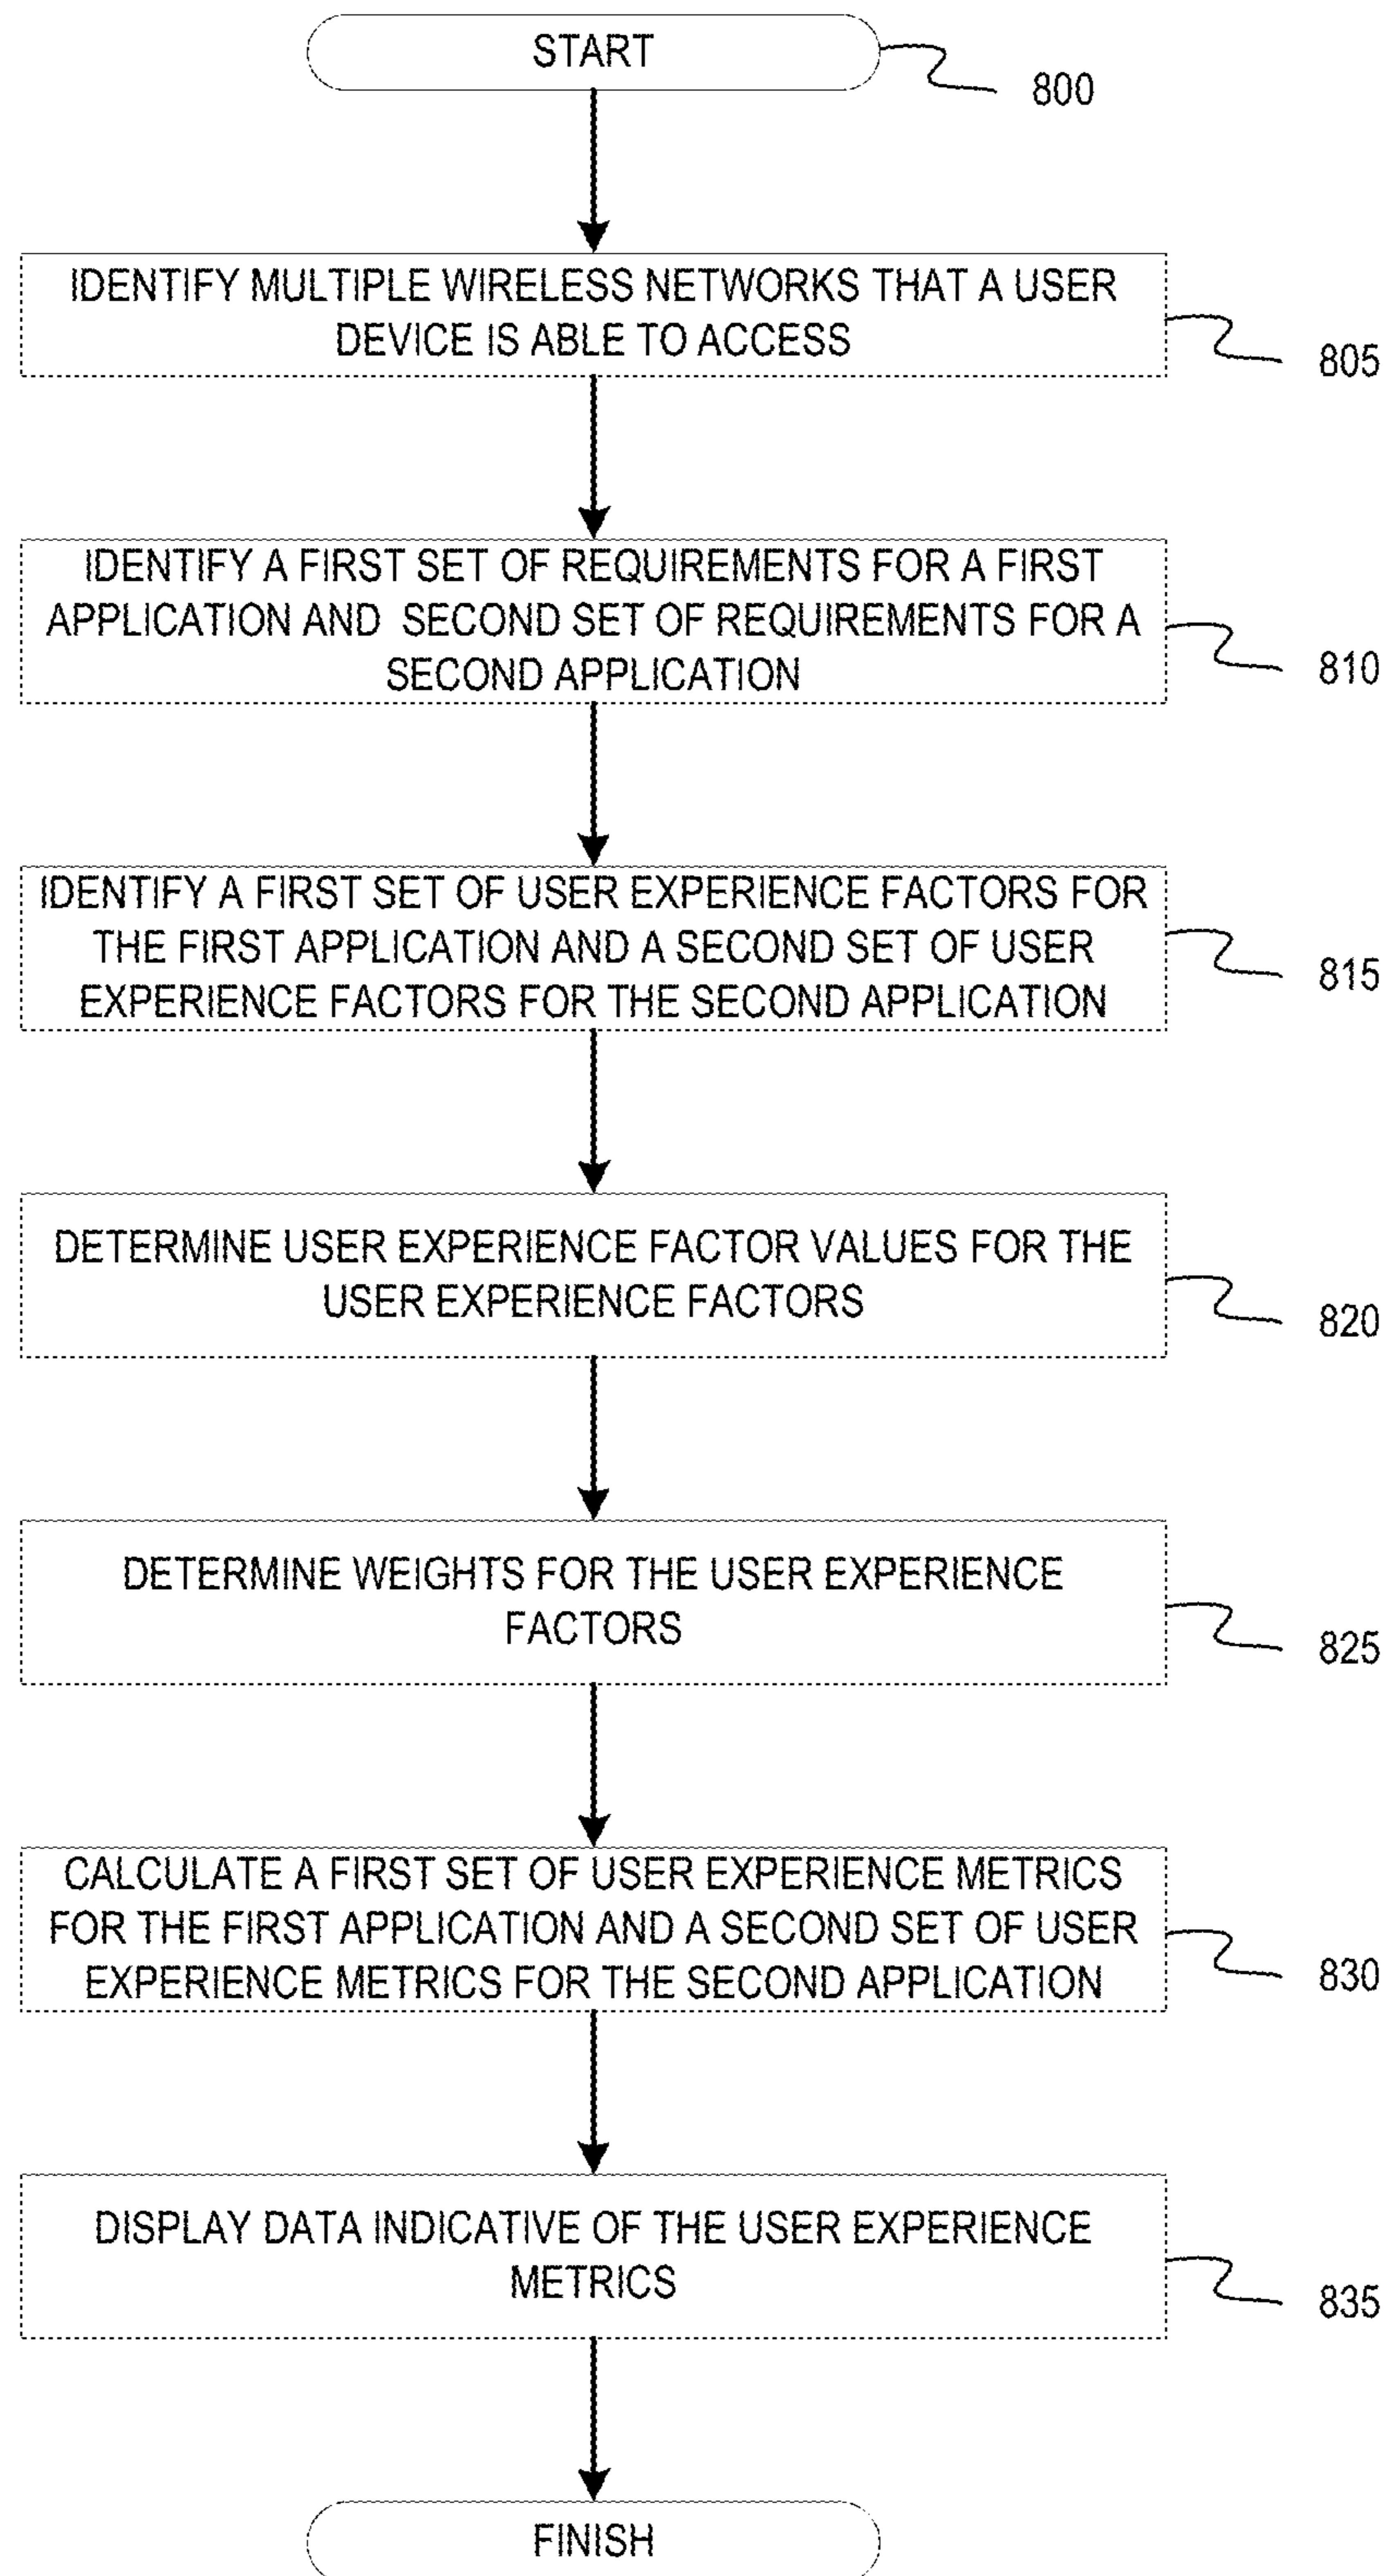 START
800
IDENTIFY MULTIPLE WIRELESS NETWORKS THAT A USER
DEVICE IS ABLE TO ACCESS
805
IDENTIFY A FIRST SET OF REQUIREMENTS FOR A FIRST
APPLICATION AND SECOND SET OF REQUIREMENTS FOR A
SECOND APPLICATION
810
IDENTIFY A FIRST SET OF USER EXPERIENCE FACTORS FOR
THE FIRST APPLICATION AND A SECOND SET OF USER
EXPERIENCE FACTORS FOR THE SECOND APPLICATION
815
DETERMINE USER EXPERIENCE FACTOR VALUES FOR THE
USER EXPERIENCE FACTORS
820
DETERMINE WEIGHTS FOR THE USER EXPERIENCE
FACTORS
825
CALCULATE A FIRST SET OF USER EXPERIENCE METRICS
FOR THE FIRST APPLICATION AND A SECOND SET OF USER
EXPERIENCE METRICS FOR THE SECOND APPLICATION
830
DISPLAY DATA INDICATIVE OF THE USER EXPERIENCE
METRICS
835
FINISH